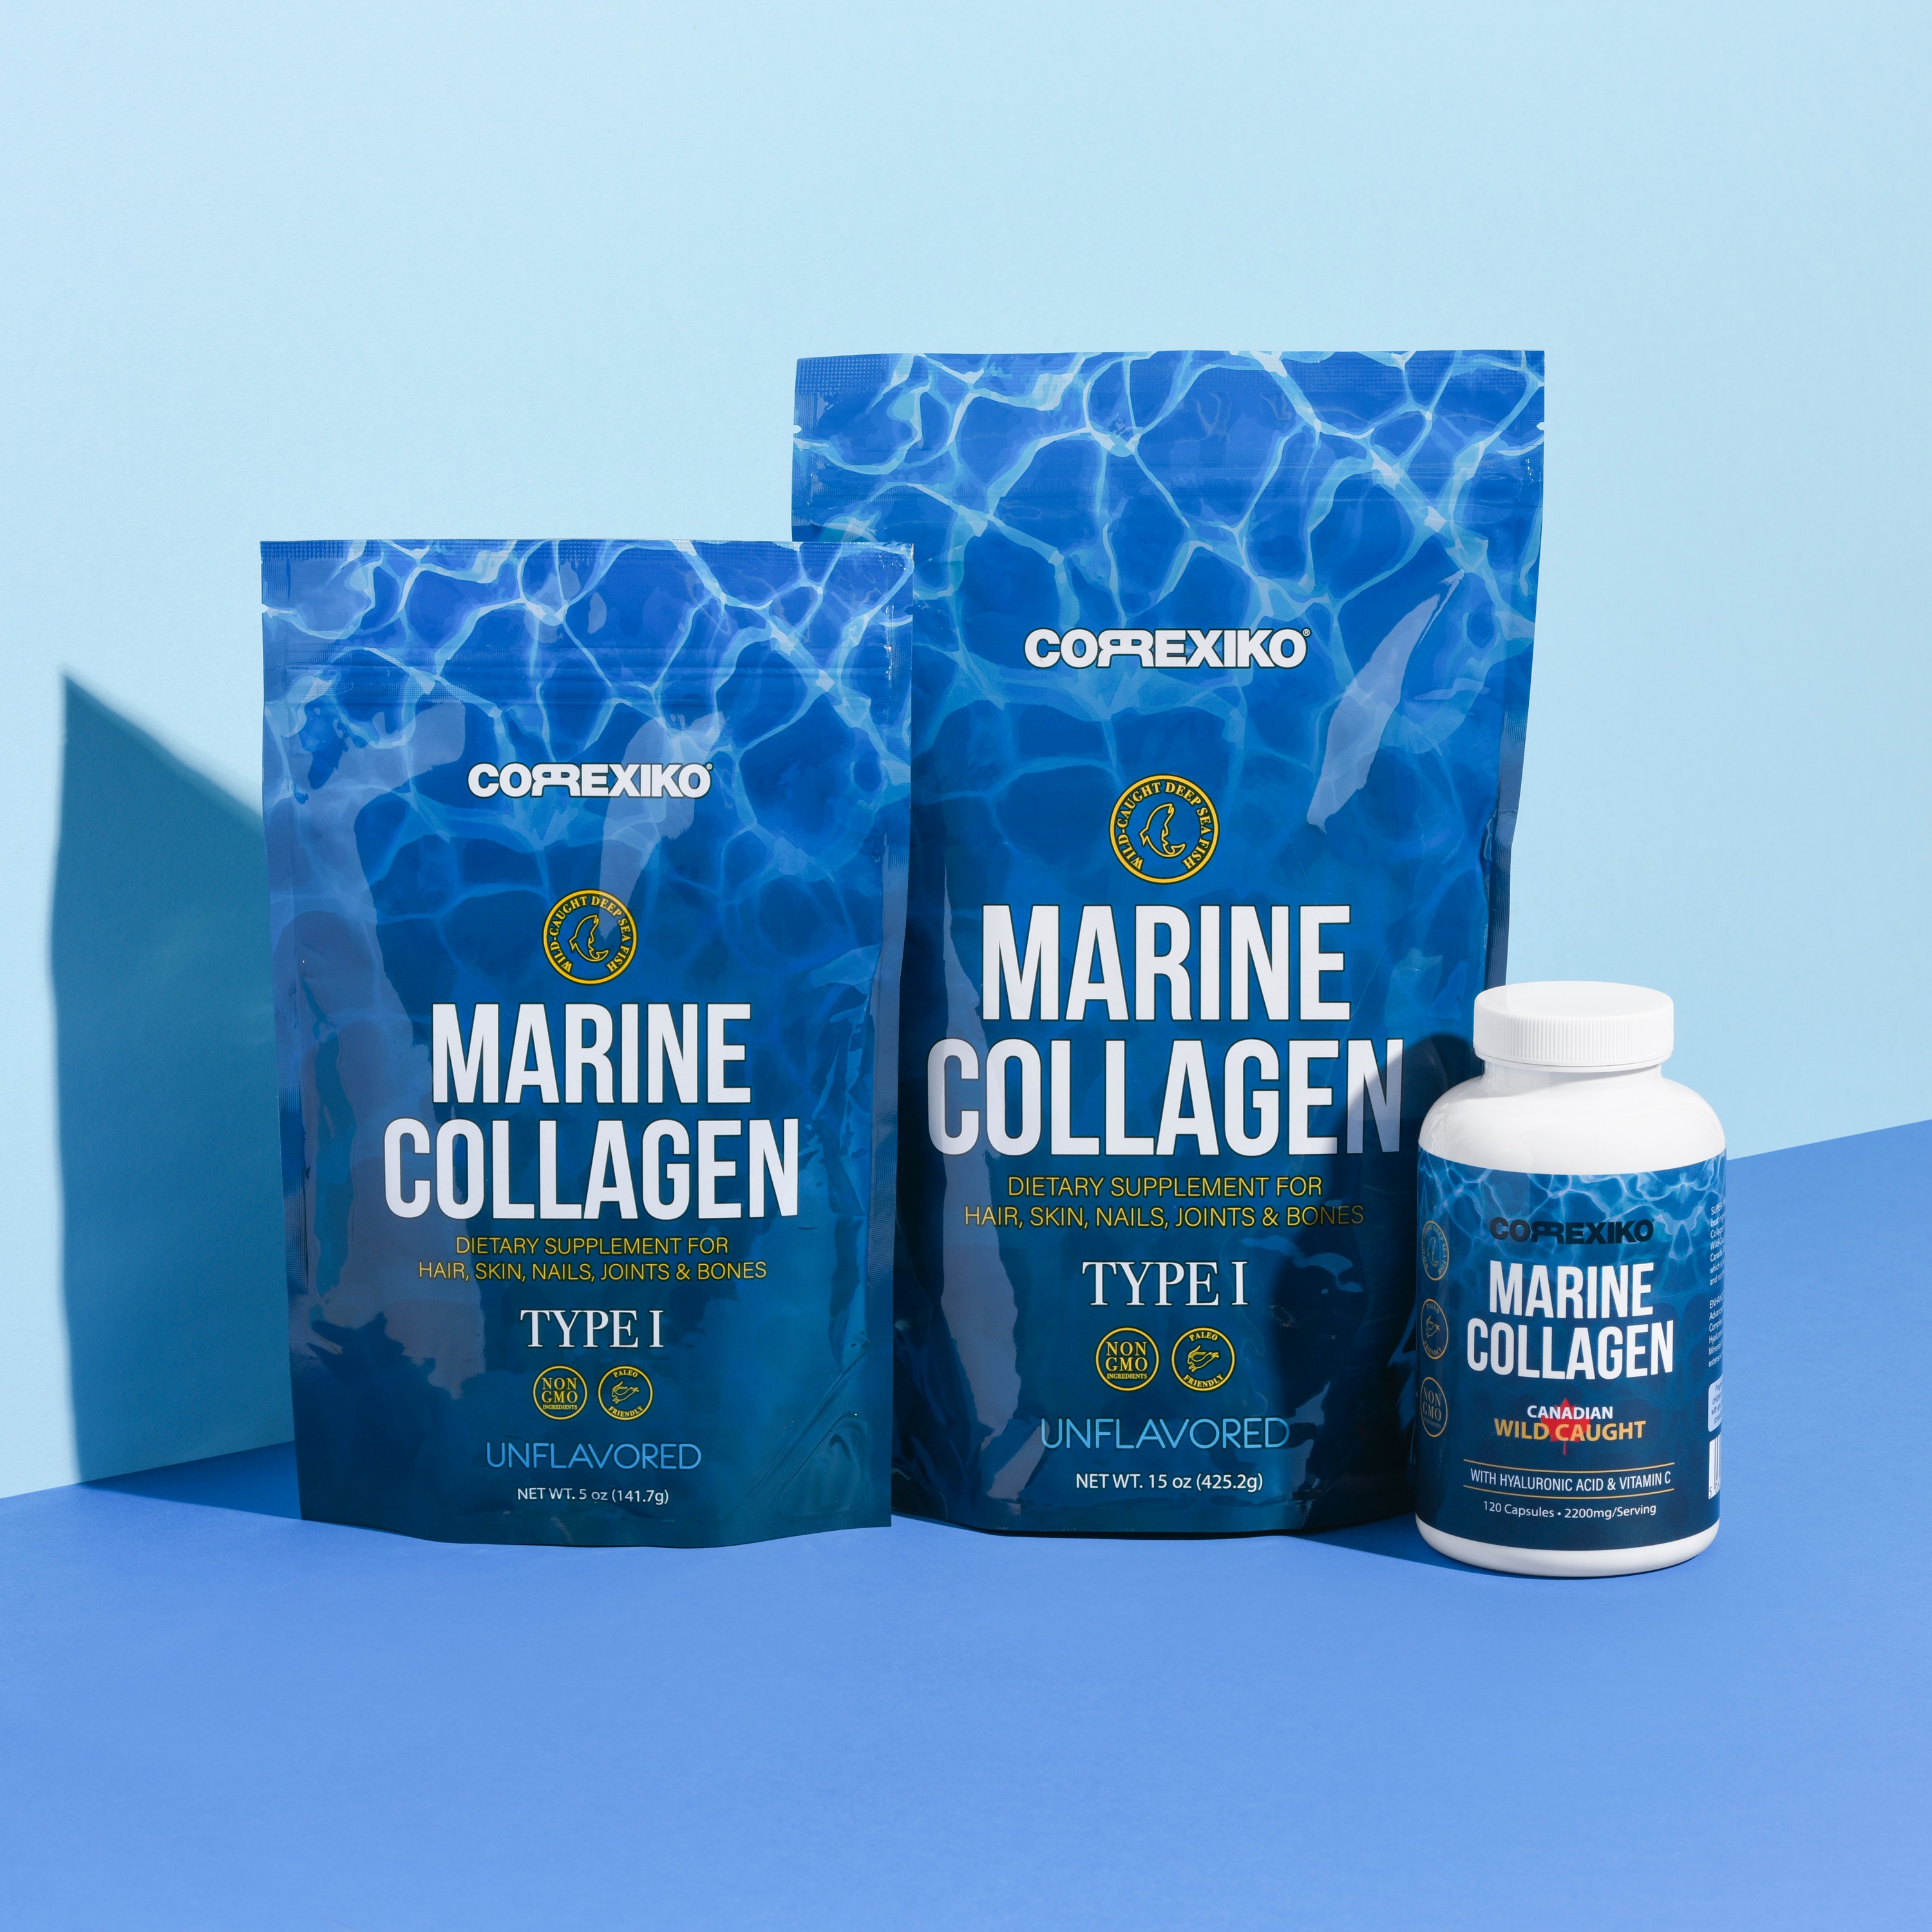 CORREXIKO®
WILD-CAUGHT DEEP SEA FISH
MARINE
COLLAGEN
DIETARY SUPPLEMENT FOR
HAIR, SKIN, NAILS, JOINTS & BONES
TYPE I
NON
GMO
INGREDIENTS
PALEO
FRIENDLY
UNFLAVORED
NET WT. 5 oz (141.7g)
CORREXIKO®
WILD-CAUGHT DEEP SEA FISH
MARINE
COLLAGEN
DIETARY SUPPLEMENT FOR
HAIR, SKIN, NAILS, JOINTS & BONES
TYPE I
NON
GMO
INGREDIENTS
PALEO
FRIENDLY
UNFLAVORED
NET WT. 15 oz (425.2g)
CORREXIKO
MARINE
COLLAGEN
CANADIAN
WILD CAUGHT
WITH HYALURONIC ACID & VITAMIN C
120 Capsules • 2200mg/Serving
NON
GMO